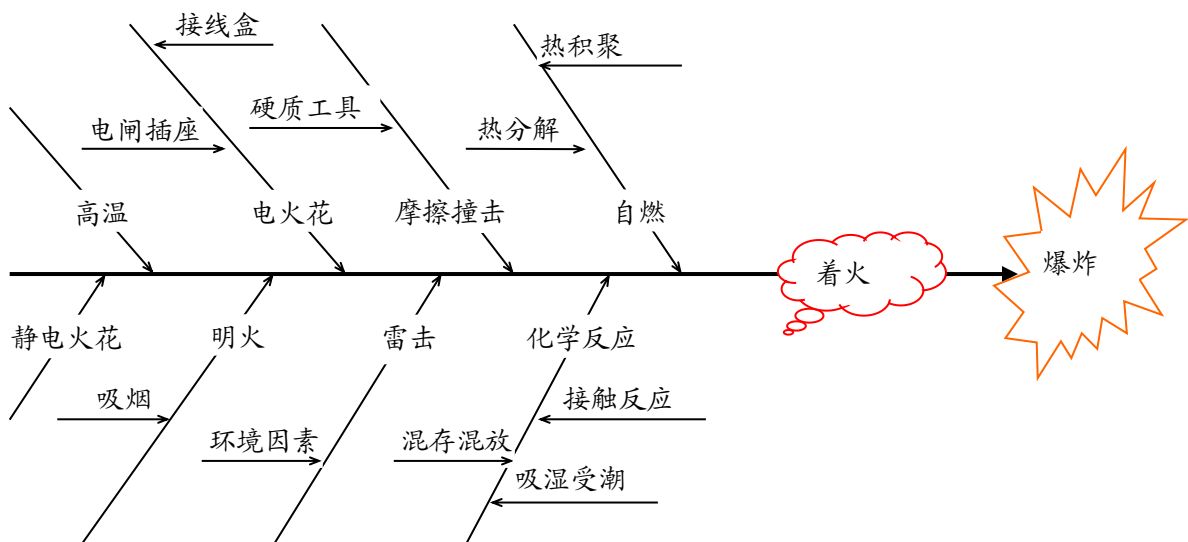 接线盒
热积聚
硬质工具
电闸插座
热分解
高温
电火花
摩擦撞击
自燃
着火
爆炸
静电火花
明火
雷击
化学反应
吸烟
接触反应
环境因素
混存混放
吸湿受潮